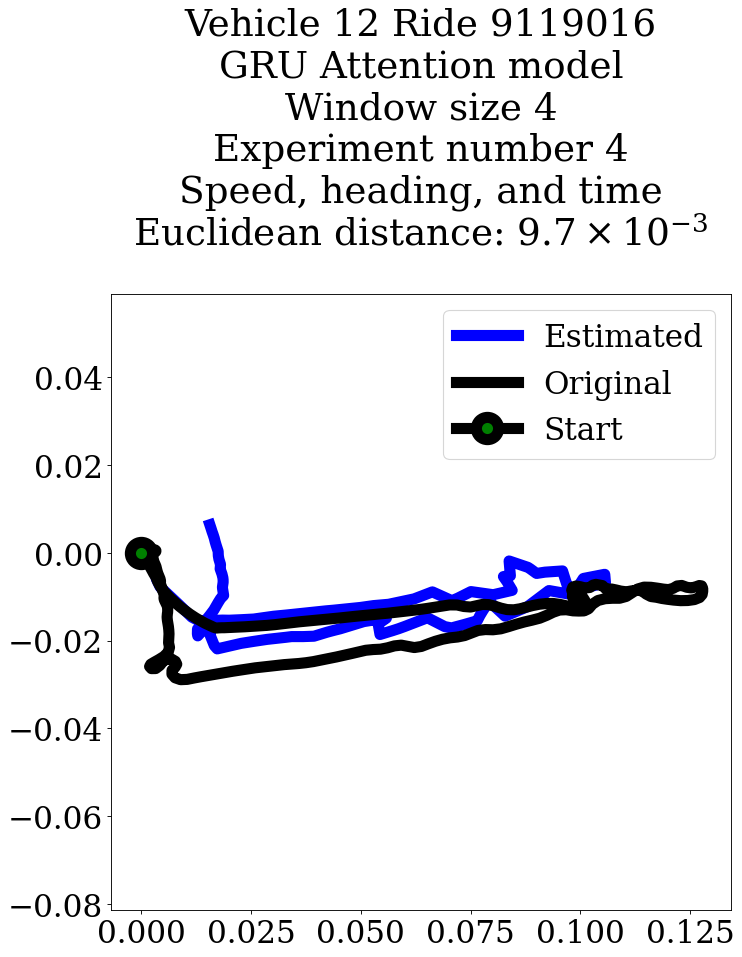 Vehicle 12 Ride 9119016
GRU Attention model
Window size 4
Experiment number 4
Speed, heading, and time
Euclidean distance: 9.7 × 10⁻³
Estimated
Original
Start
0.04
0.02
0.00
−0.02
−0.04
−0.06
−0.08
0.000 0.025 0.050 0.075 0.100 0.125